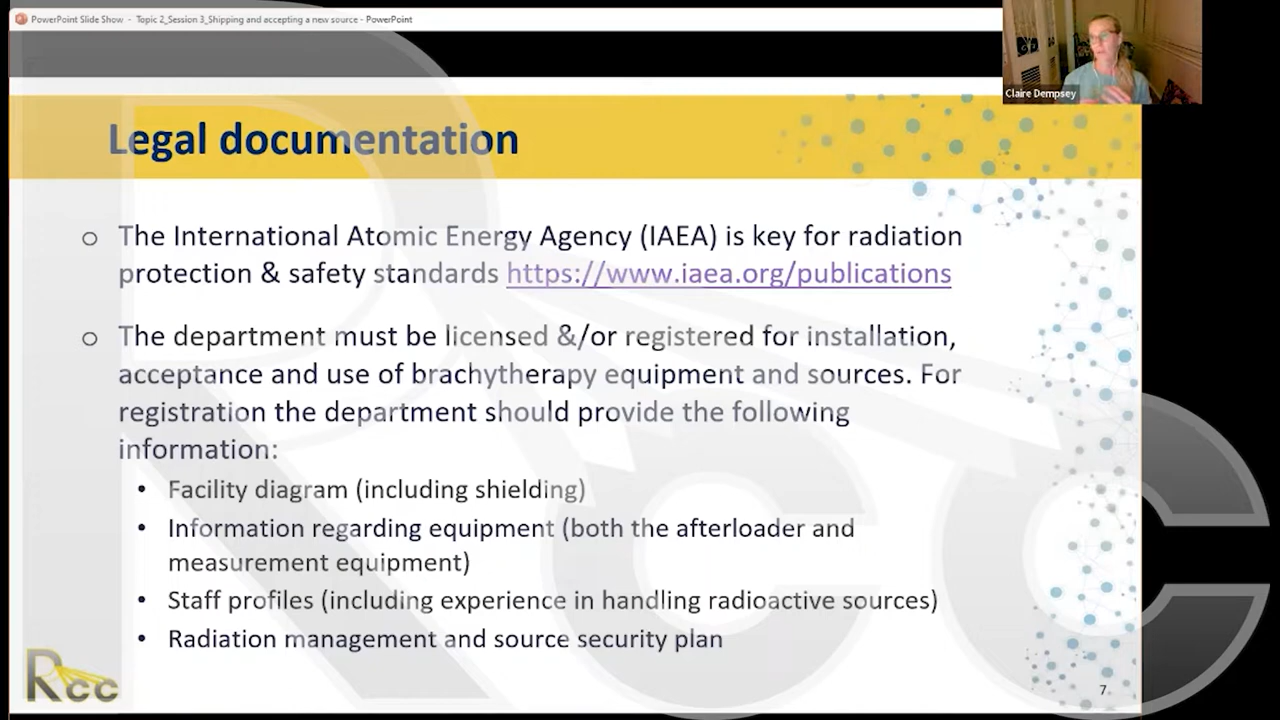 PowerPoint Slide Show - Topic 2_Session 3_Shipping and accepting a new source - PowerPoint
Claire Dempsey
Legal documentation
o The International Atomic Energy Agency (IAEA) is key for radiation
protection & safety standards https://www.iaea.org/publications
o The department must be licensed &/or registered for installation,
acceptance and use of brachytherapy equipment and sources. For
registration the department should provide the following
information:
• Facility diagram (including shielding)
• Information regarding equipment (both the afterloader and
measurement equipment)
• Staff profiles (including experience in handling radioactive sources)
• Radiation management and source security plan
Rcc
7
Rcc